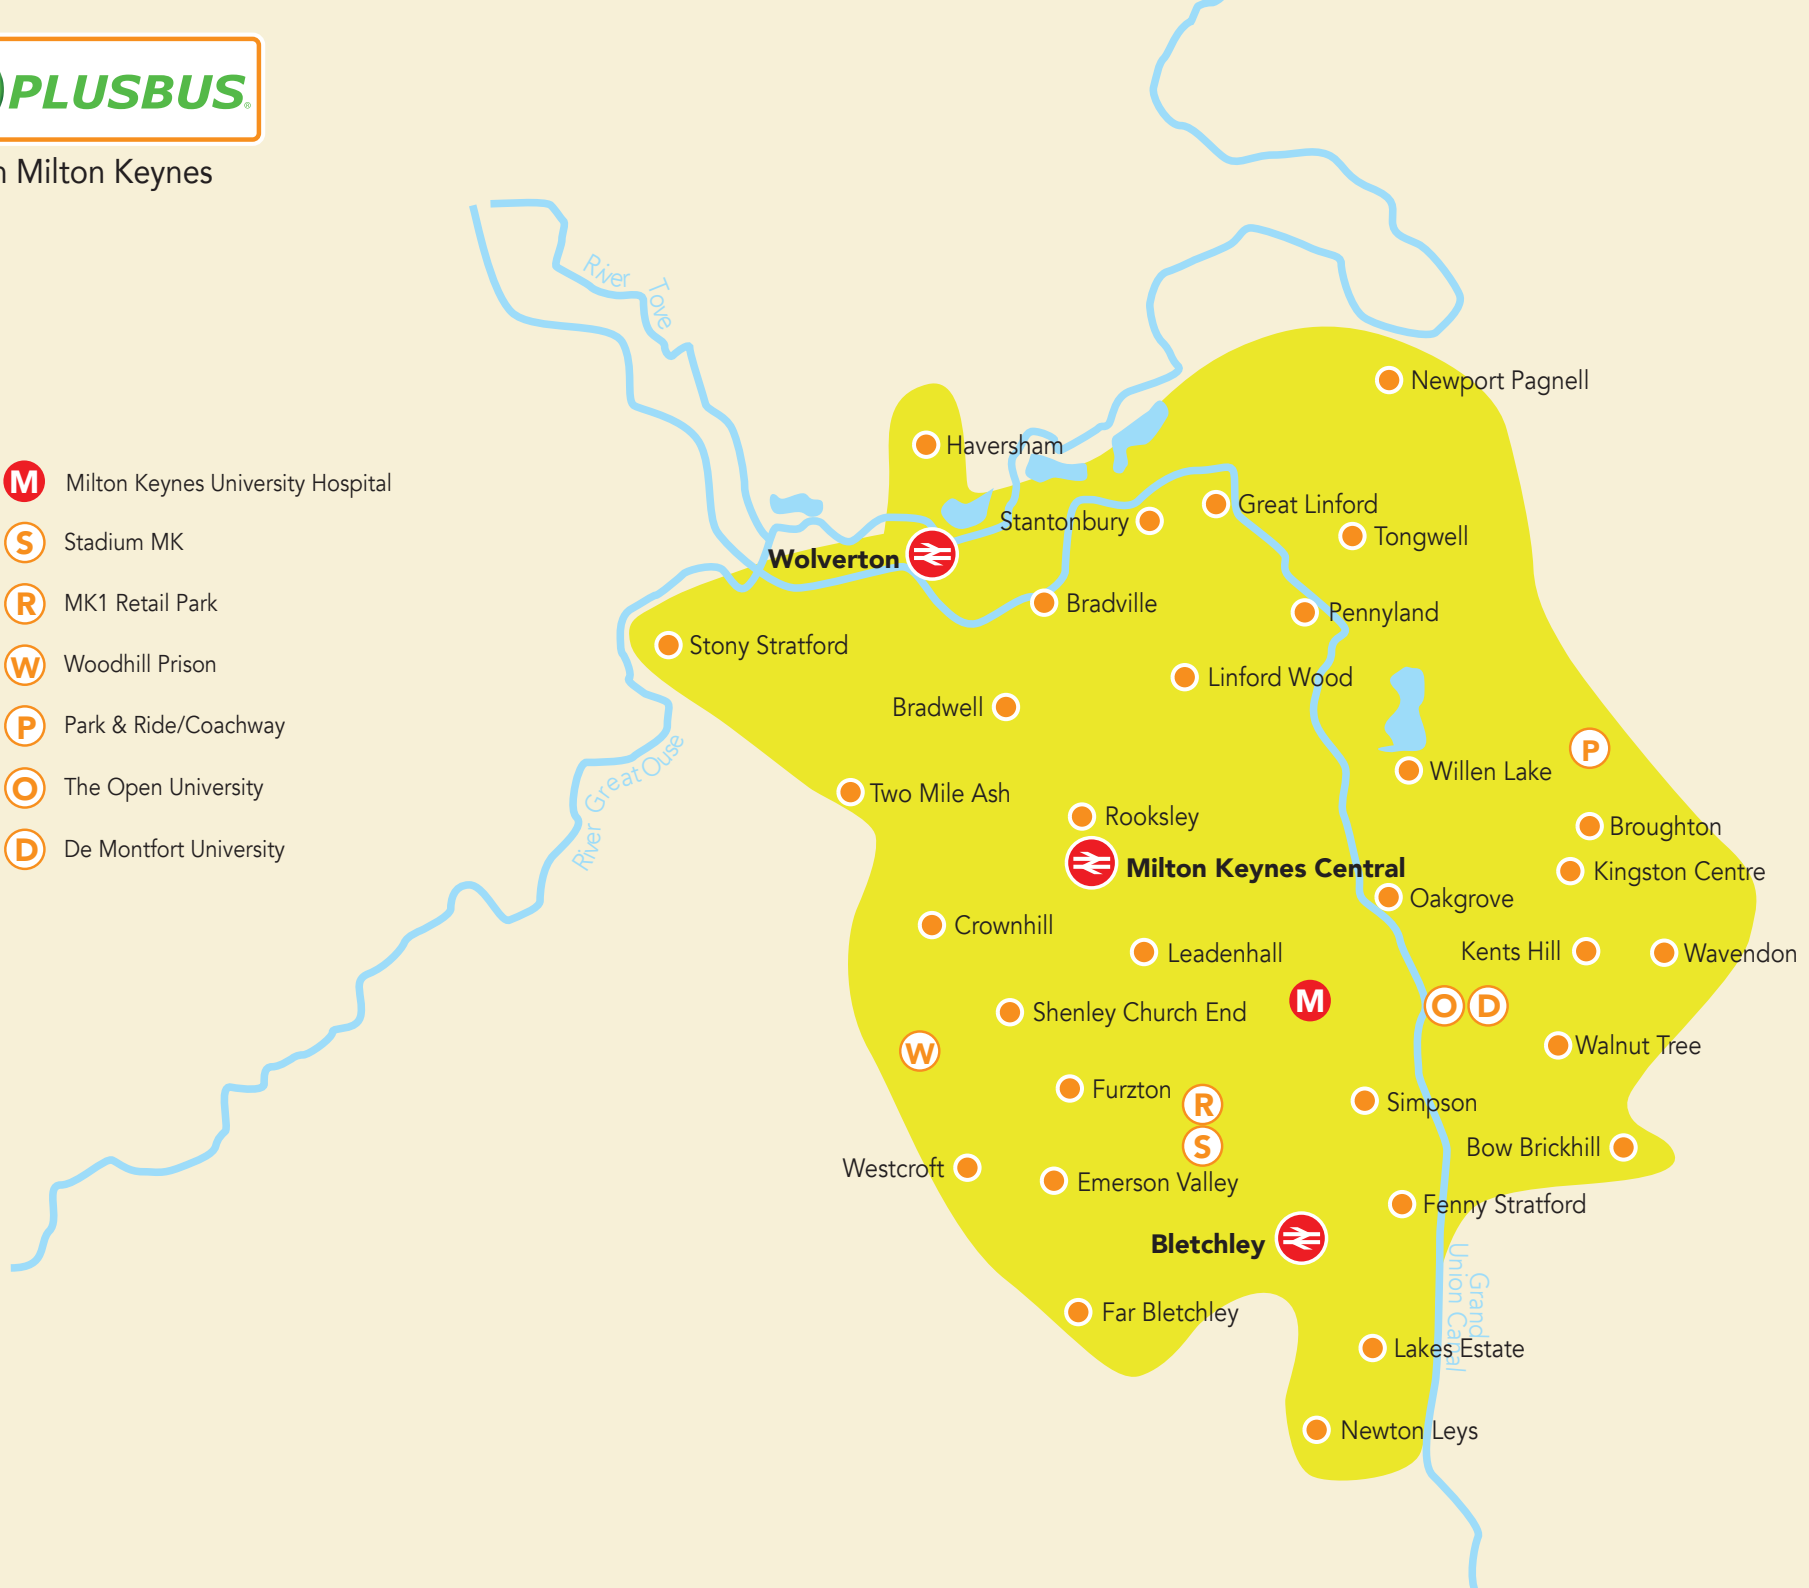 PLUSBUS®
Milton Keynes
M Milton Keynes University Hospital
S Stadium MK
R MK1 Retail Park
W Woodhill Prison
P Park & Ride/Coachway
O The Open University
D De Montfort University
River Tove
Newport Pagnell
Haversham
Great Linford
Stantonbury
Tongwell
Wolverton
Bradville
Pennyland
Stony Stratford
Linford Wood
Bradwell
River Great Ouse
P
Willen Lake
Two Mile Ash
Rooksley
Broughton
Milton Keynes Central
Kingston Centre
Oakgrove
Crownhill
Leadenhall
Kents Hill
Wavendon
M
O D
Shenley Church End
W
Walnut Tree
Furzton
R
Simpson
S
Bow Brickhill
Westcroft
Emerson Valley
Fenny Stratford
Bletchley
Grand
Union Canal
Far Bletchley
Lakes Estate
Newton Leys